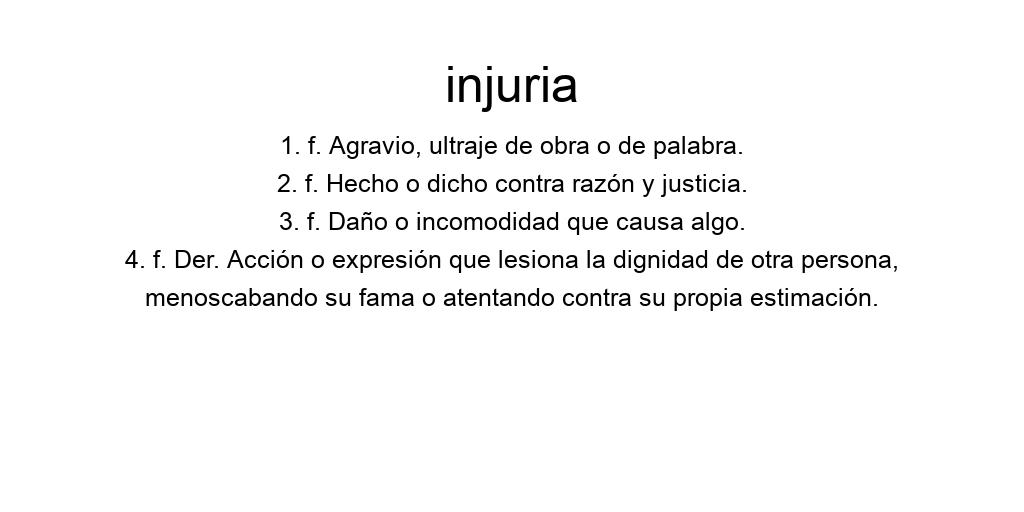 injuria
1. f. Agravio, ultraje de obra o de palabra.
2. f. Hecho o dicho contra razón y justicia.
3. f. Daño o incomodidad que causa algo.
4. f. Der. Acción o expresión que lesiona la dignidad de otra persona,
menoscabando su fama o atentando contra su propia estimación.